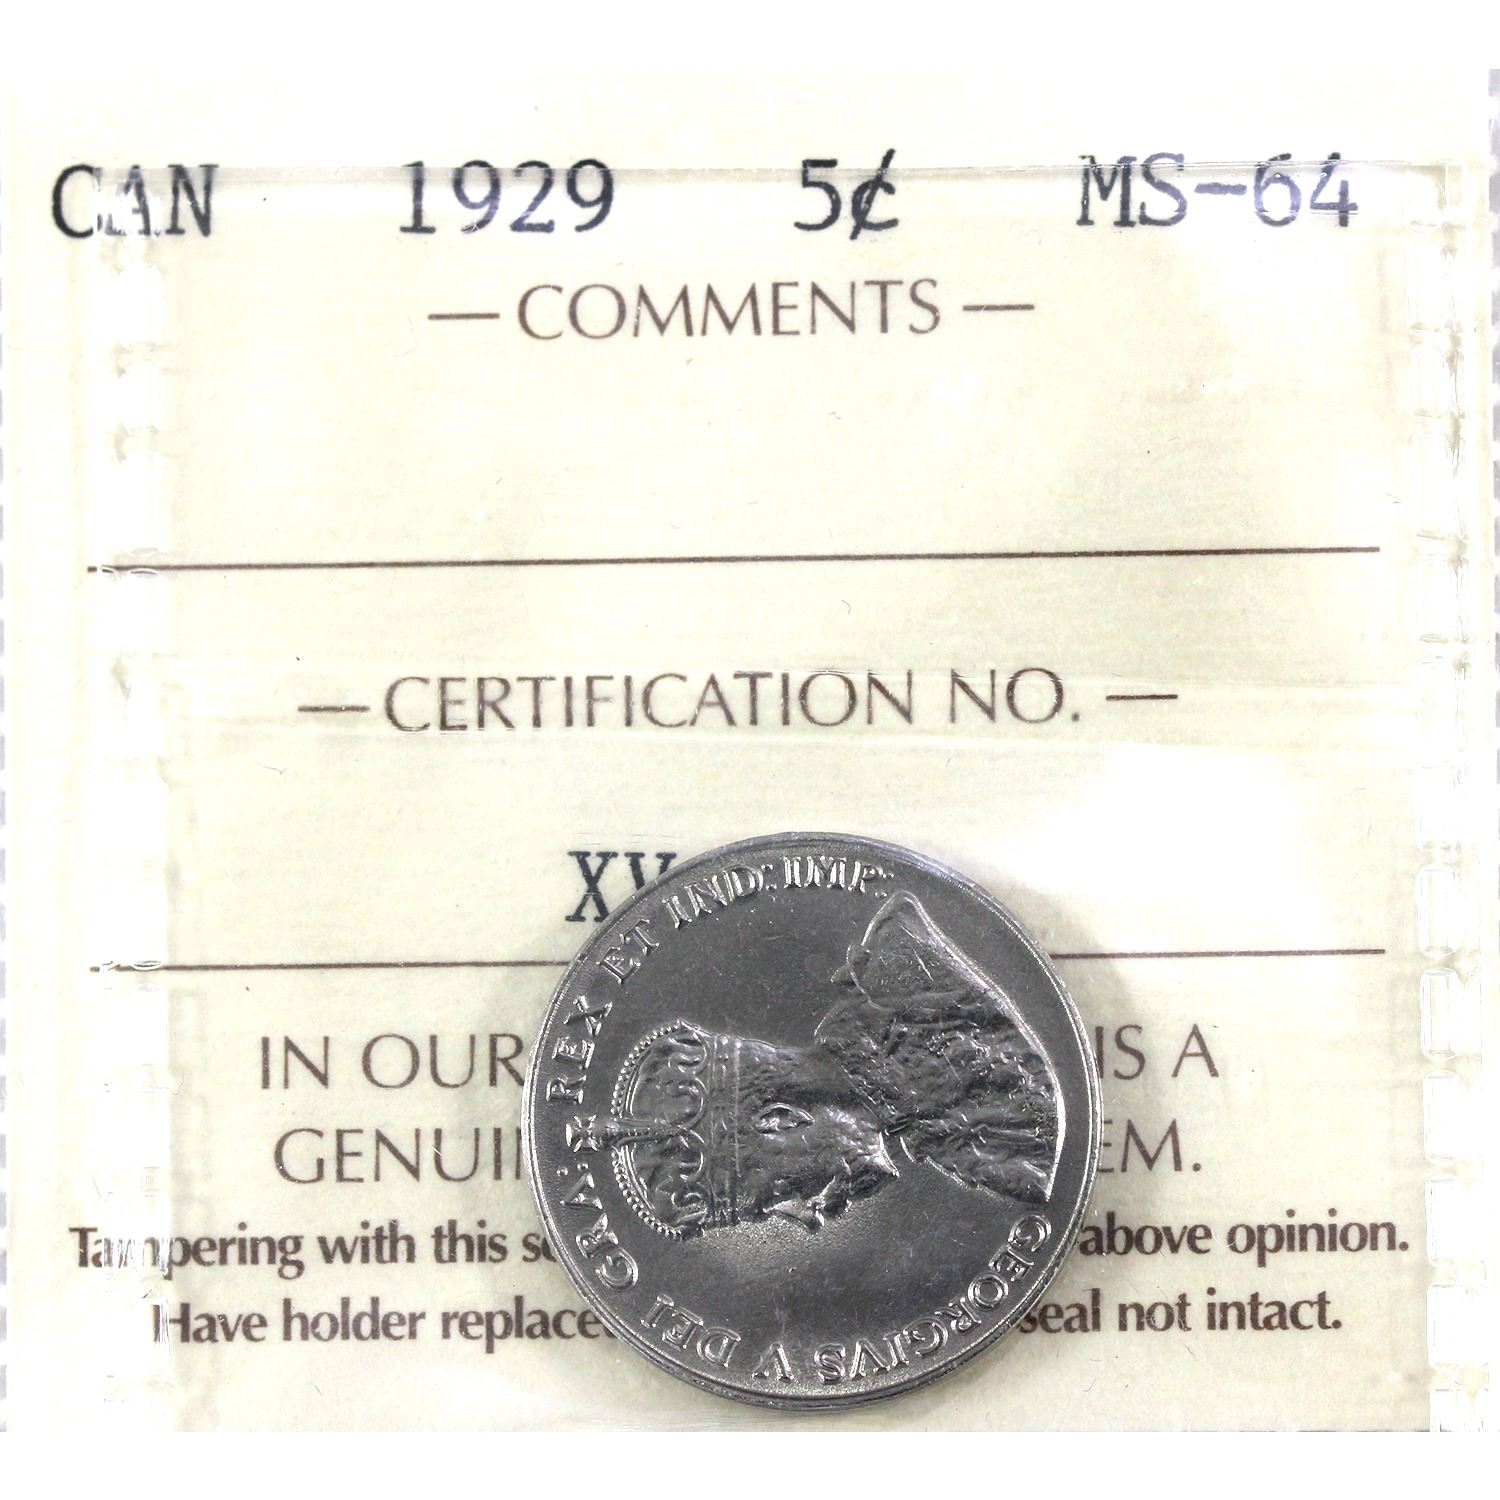 CAN 1929 5¢ MS-64
— COMMENTS —
— CERTIFICATION NO. —
XV
GEORGIVS V DEI GRA: REX ET IND: IMP:
IN OUR IS A
GENUI EM.
Tampering with this se above opinion.
Have holder replace seal not intact.